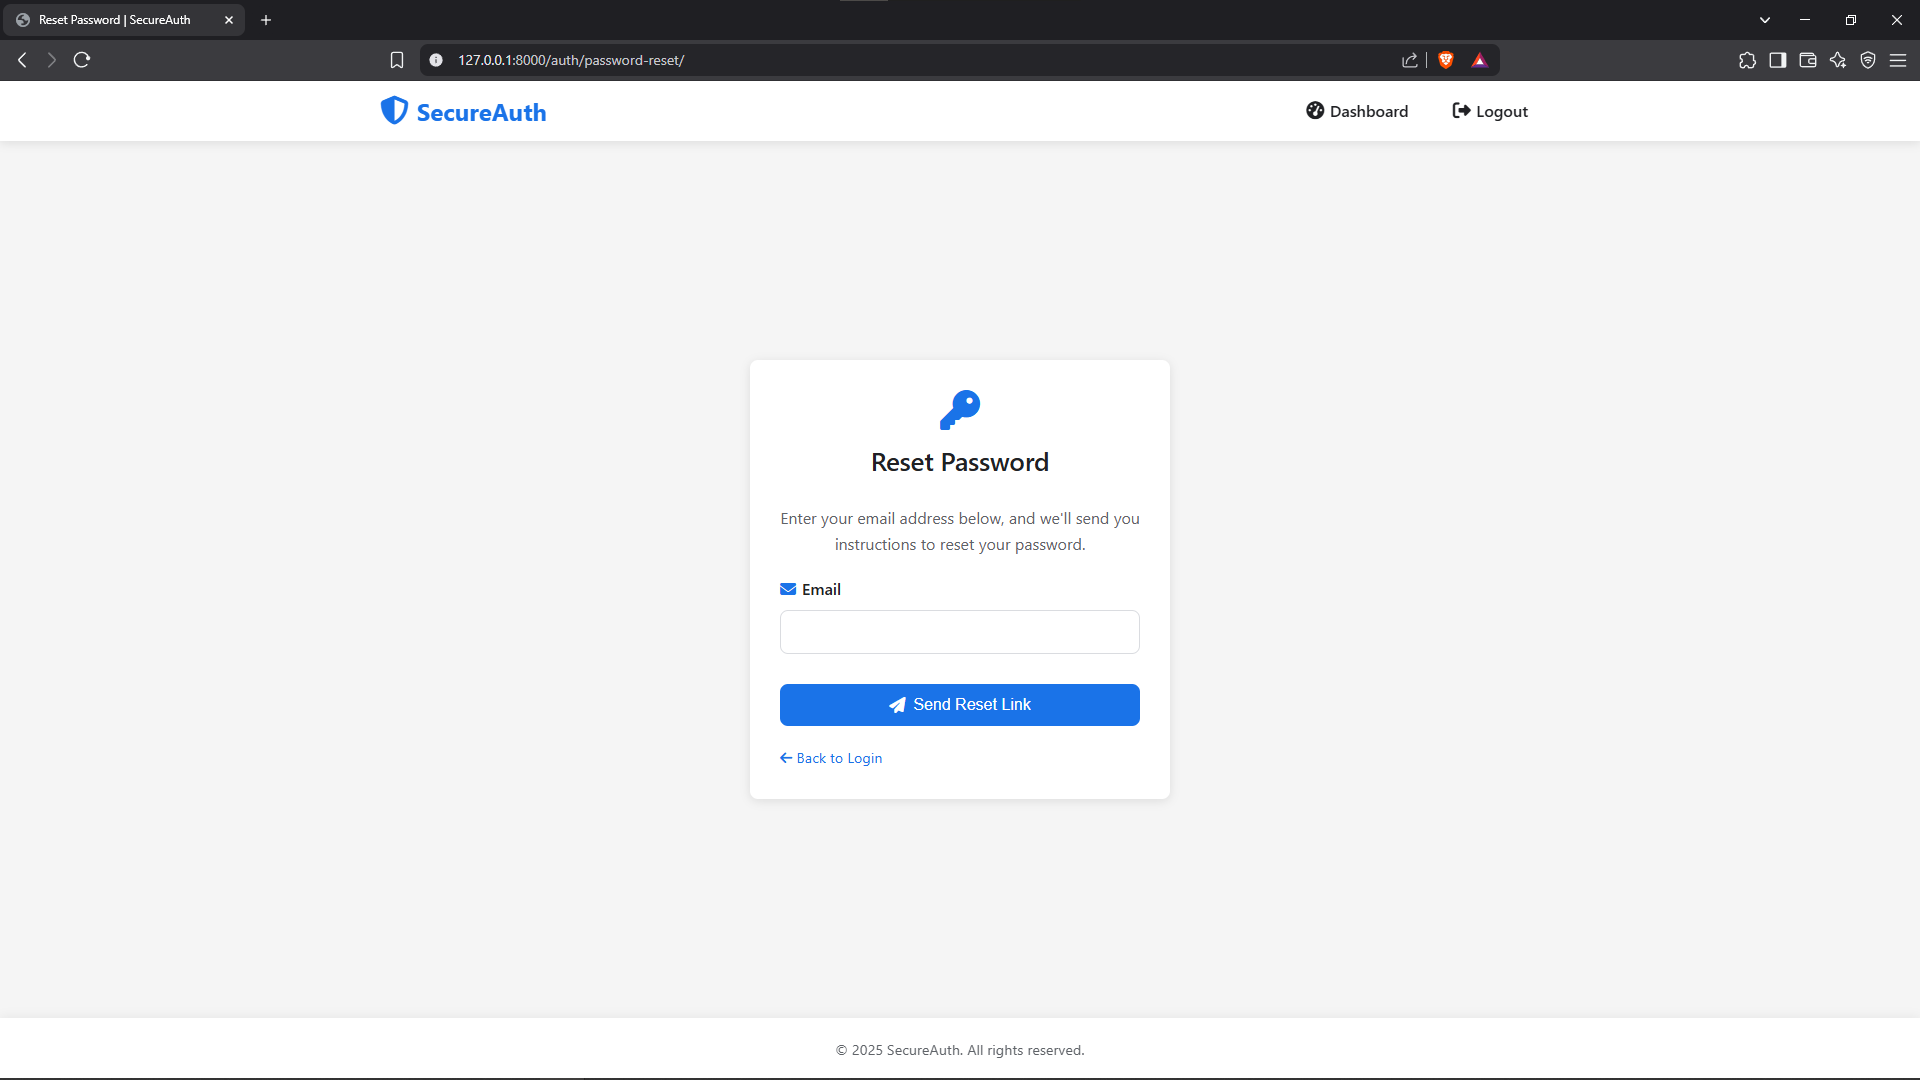 Reset Password | SecureAuth
127.0.0.1:8000/auth/password-reset/
SecureAuth
Dashboard
Logout
Reset Password
Enter your email address below, and we'll send you
instructions to reset your password.
Email
Send Reset Link
Back to Login
© 2025 SecureAuth. All rights reserved.